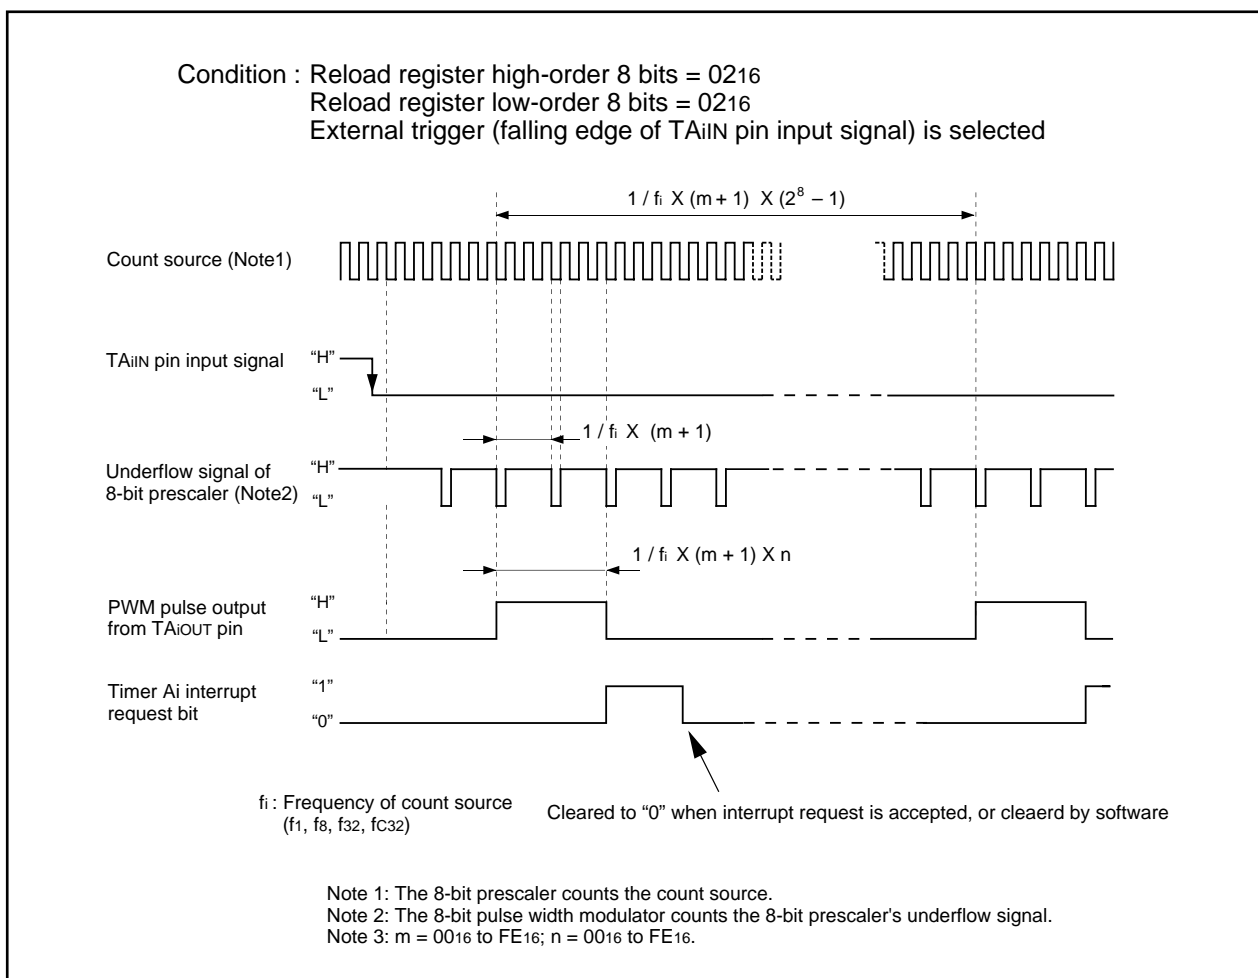 Condition : Reload register high-order 8 bits = 0216
Reload register low-order 8 bits = 0216
External trigger (falling edge of TAiIN pin input signal) is selected
1 / fi X (m + 1) X (2⁸ – 1)
Count source (Note1)
TAiIN pin input signal
“H”
“L”
1 / fi X (m + 1)
Underflow signal of
8-bit prescaler (Note2)
“H”
“L”
1 / fi X (m + 1) X n
PWM pulse output
from TAiOUT pin
“H”
“L”
Timer Ai interrupt
request bit
“1”
“0”
fi : Frequency of count source
(f1, f8, f32, fC32)
Cleared to “0” when interrupt request is accepted, or cleaerd by software
Note 1: The 8-bit prescaler counts the count source.
Note 2: The 8-bit pulse width modulator counts the 8-bit prescaler's underflow signal.
Note 3: m = 0016 to FE16; n = 0016 to FE16.